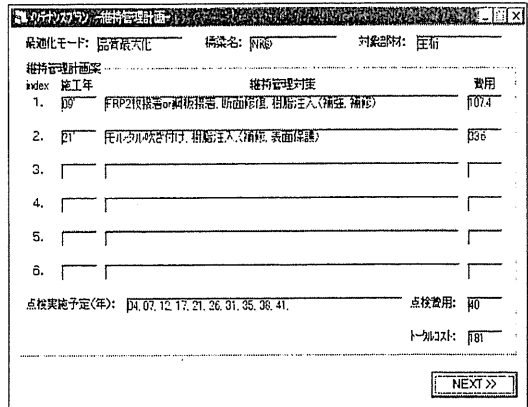 メンテナンスプラン -維持管理計画-
最適化モード: 品質最大化 橋梁名: NR6 対象部材: 主桁
維持管理計画案
index 施工年 維持管理対策 費用
1. 09' FRP2枚接着or鋼板接着, 断面修復, 樹脂注入,(補強, 補修) 107.4
2. 21' モルタル吹き付け, 樹脂注入,(補修, 表面保護) 33.6
3.
4.
5.
6.
点検実施予定(年): 04, 07, 12, 17, 21, 26, 31, 35, 38, 41, 点検費用: 40
トータルコスト: 181
NEXT >>